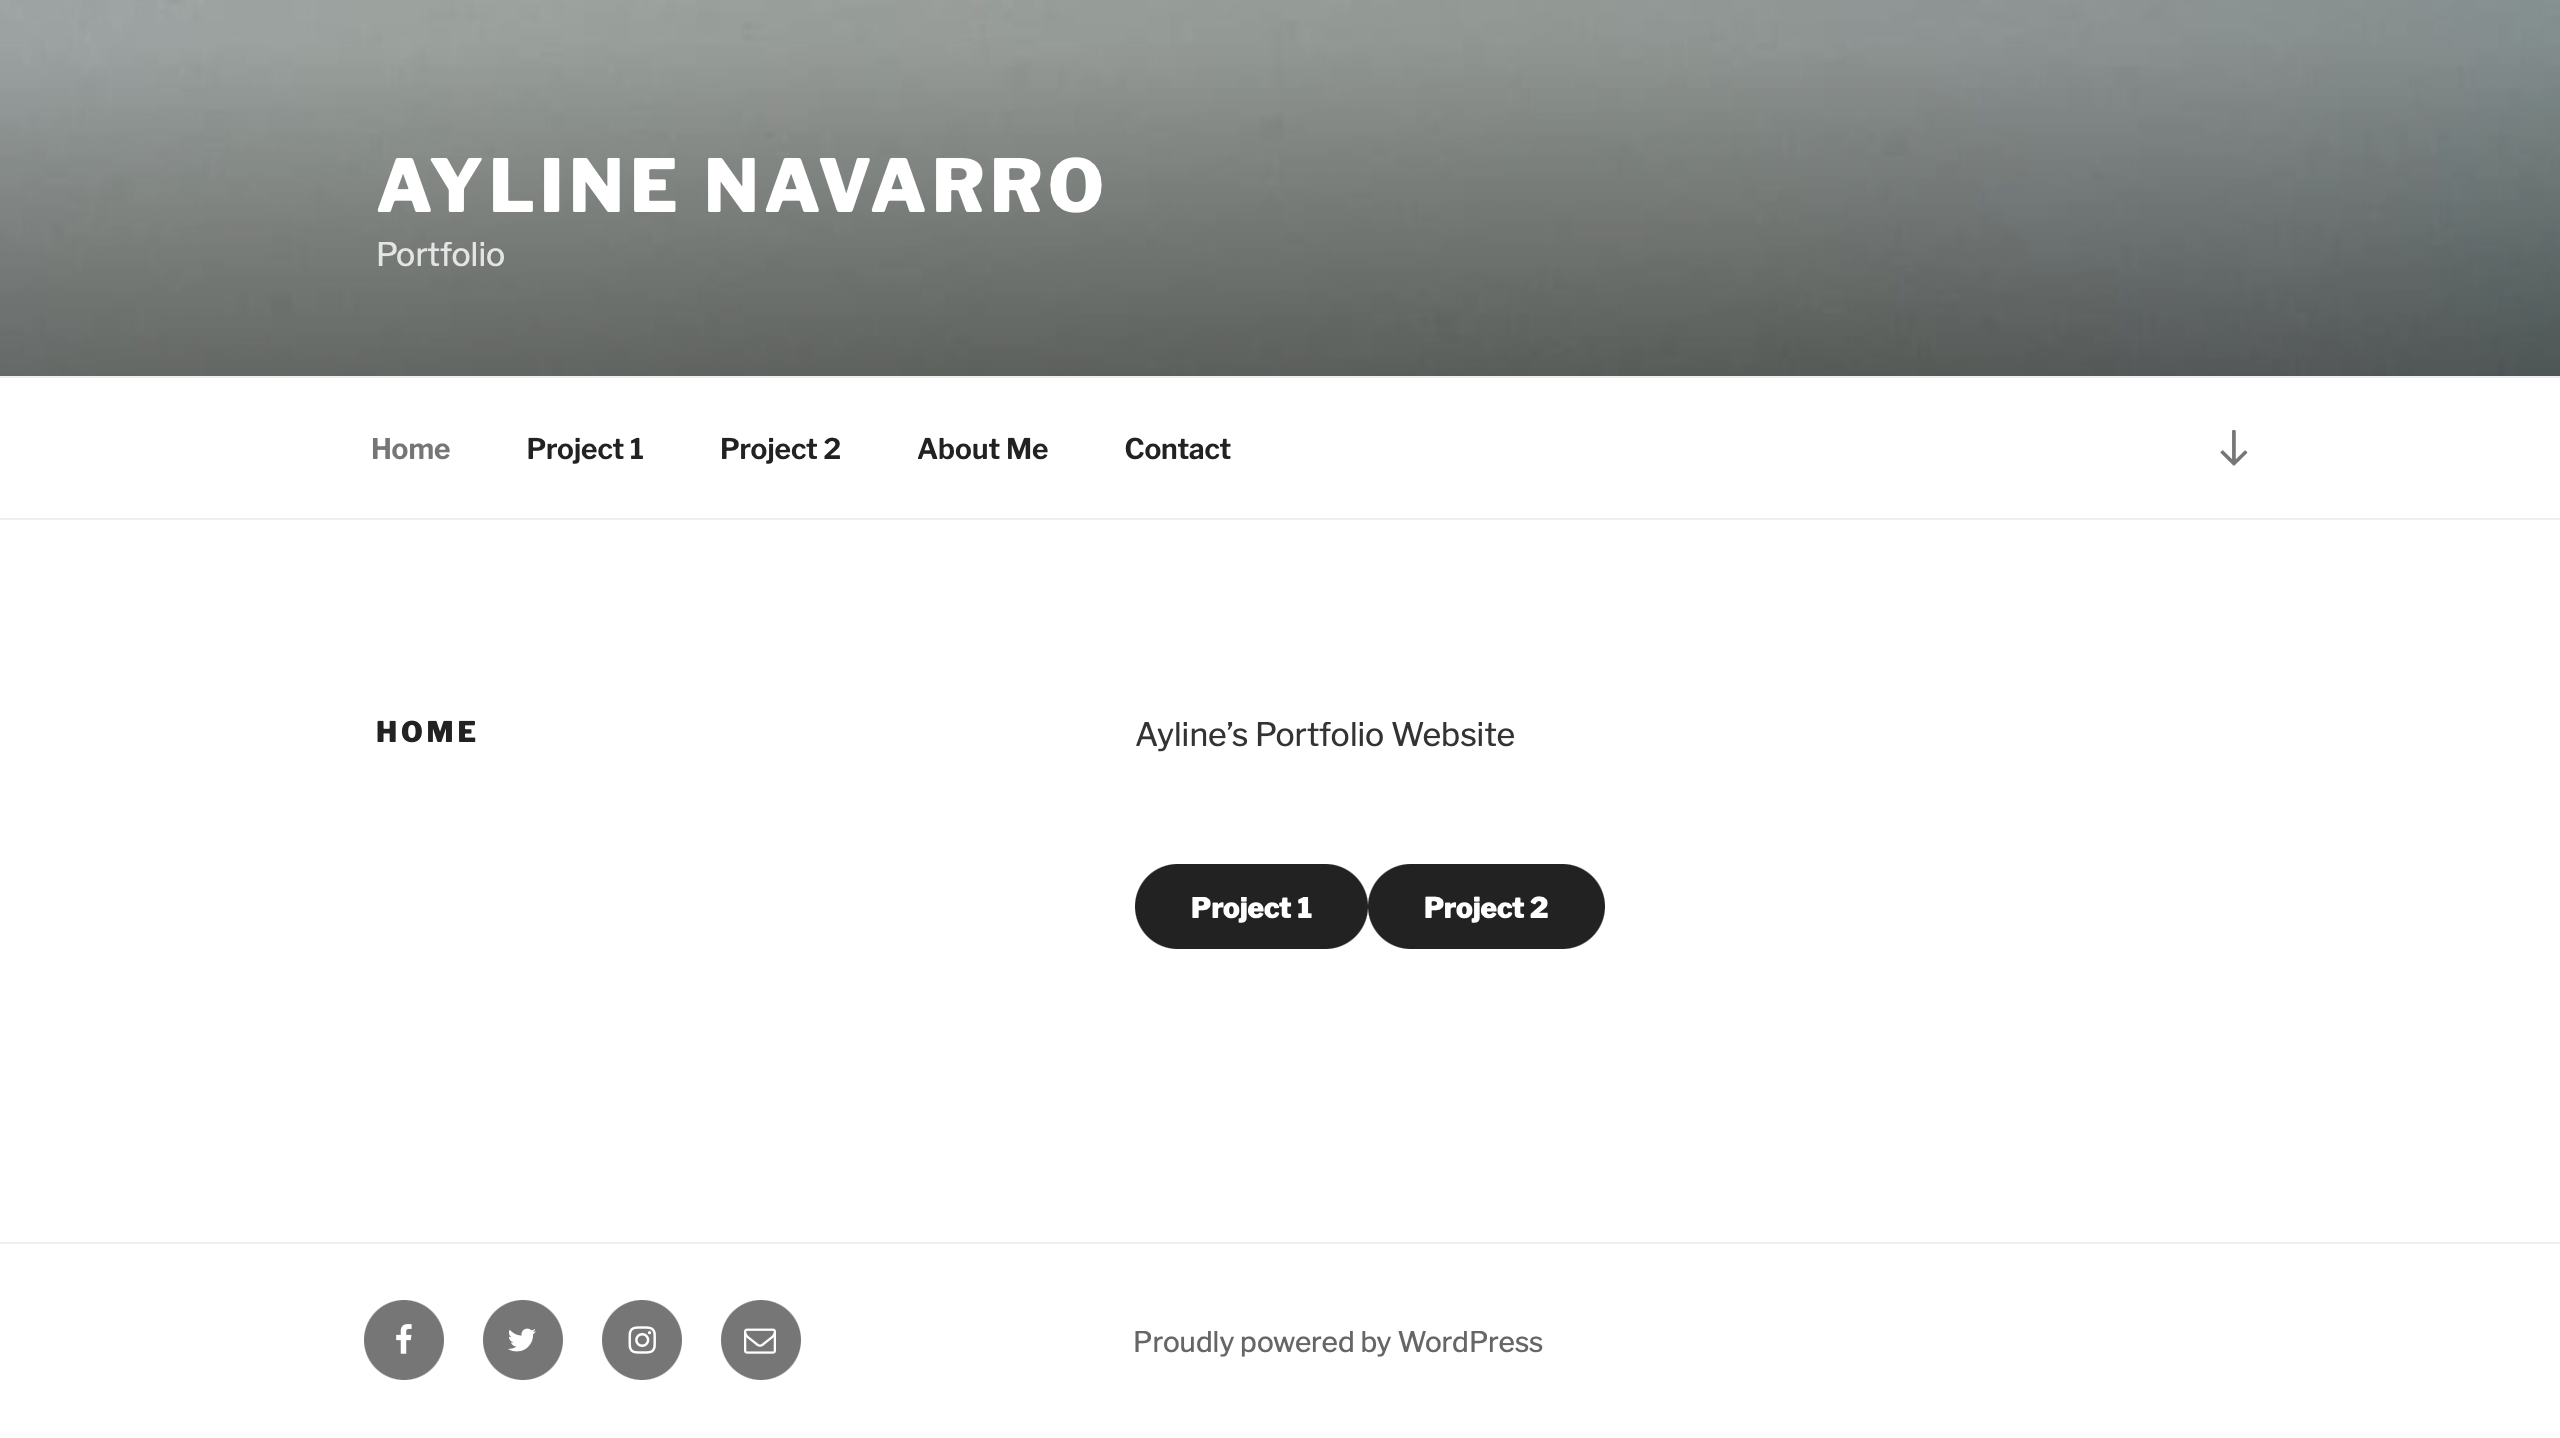 AYLINE NAVARRO
Portfolio
Home Project 1 Project 2 About Me Contact
HOME
Ayline’s Portfolio Website
Project 1 Project 2
Proudly powered by WordPress